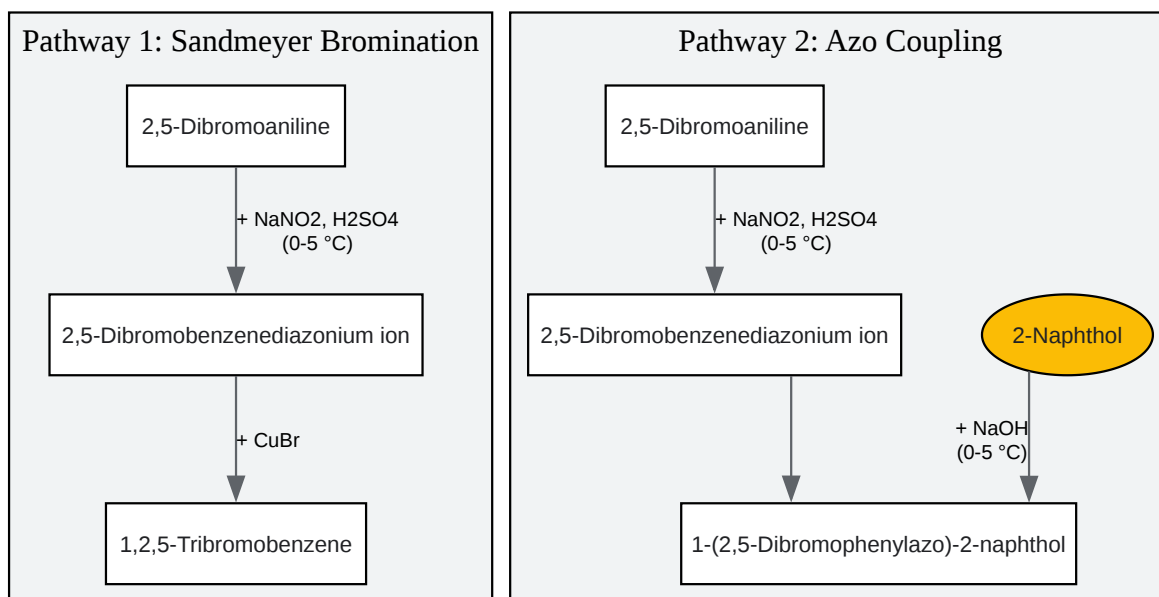 Pathway 1: Sandmeyer Bromination
2,5-Dibromoaniline
+ NaNO2, H2SO4
(0-5 °C)
2,5-Dibromobenzenediazonium ion
+ CuBr
1,2,5-Tribromobenzene
Pathway 2: Azo Coupling
2,5-Dibromoaniline
+ NaNO2, H2SO4
(0-5 °C)
2,5-Dibromobenzenediazonium ion
2-Naphthol
+ NaOH
(0-5 °C)
1-(2,5-Dibromophenylazo)-2-naphthol